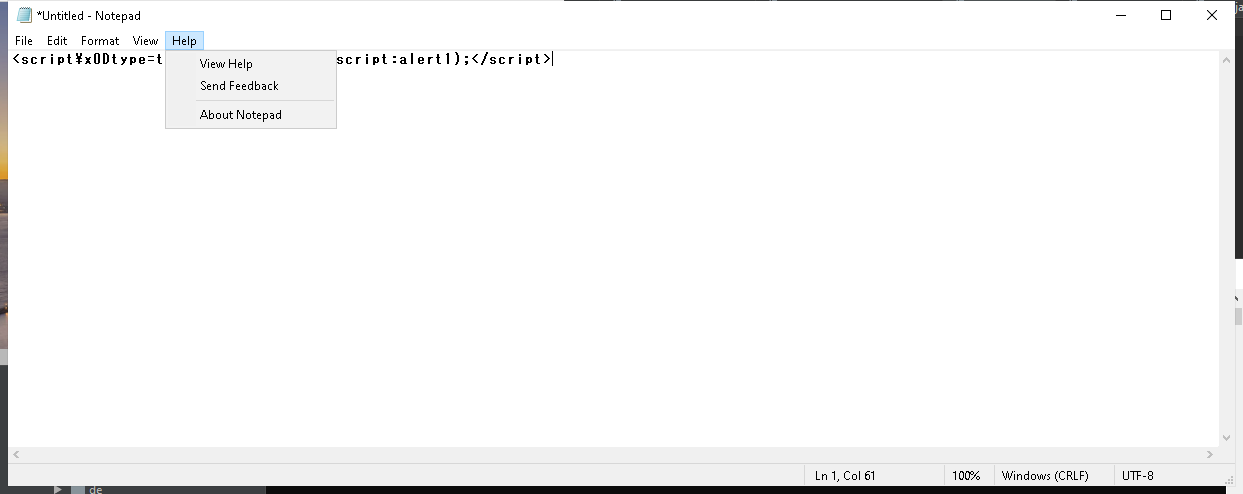 *Untitled - Notepad
File Edit Format View Help
<script¥x0Dtype=t script:alert1);</script>
View Help
Send Feedback
About Notepad
Ln 1, Col 61 100% Windows (CRLF) UTF-8
de